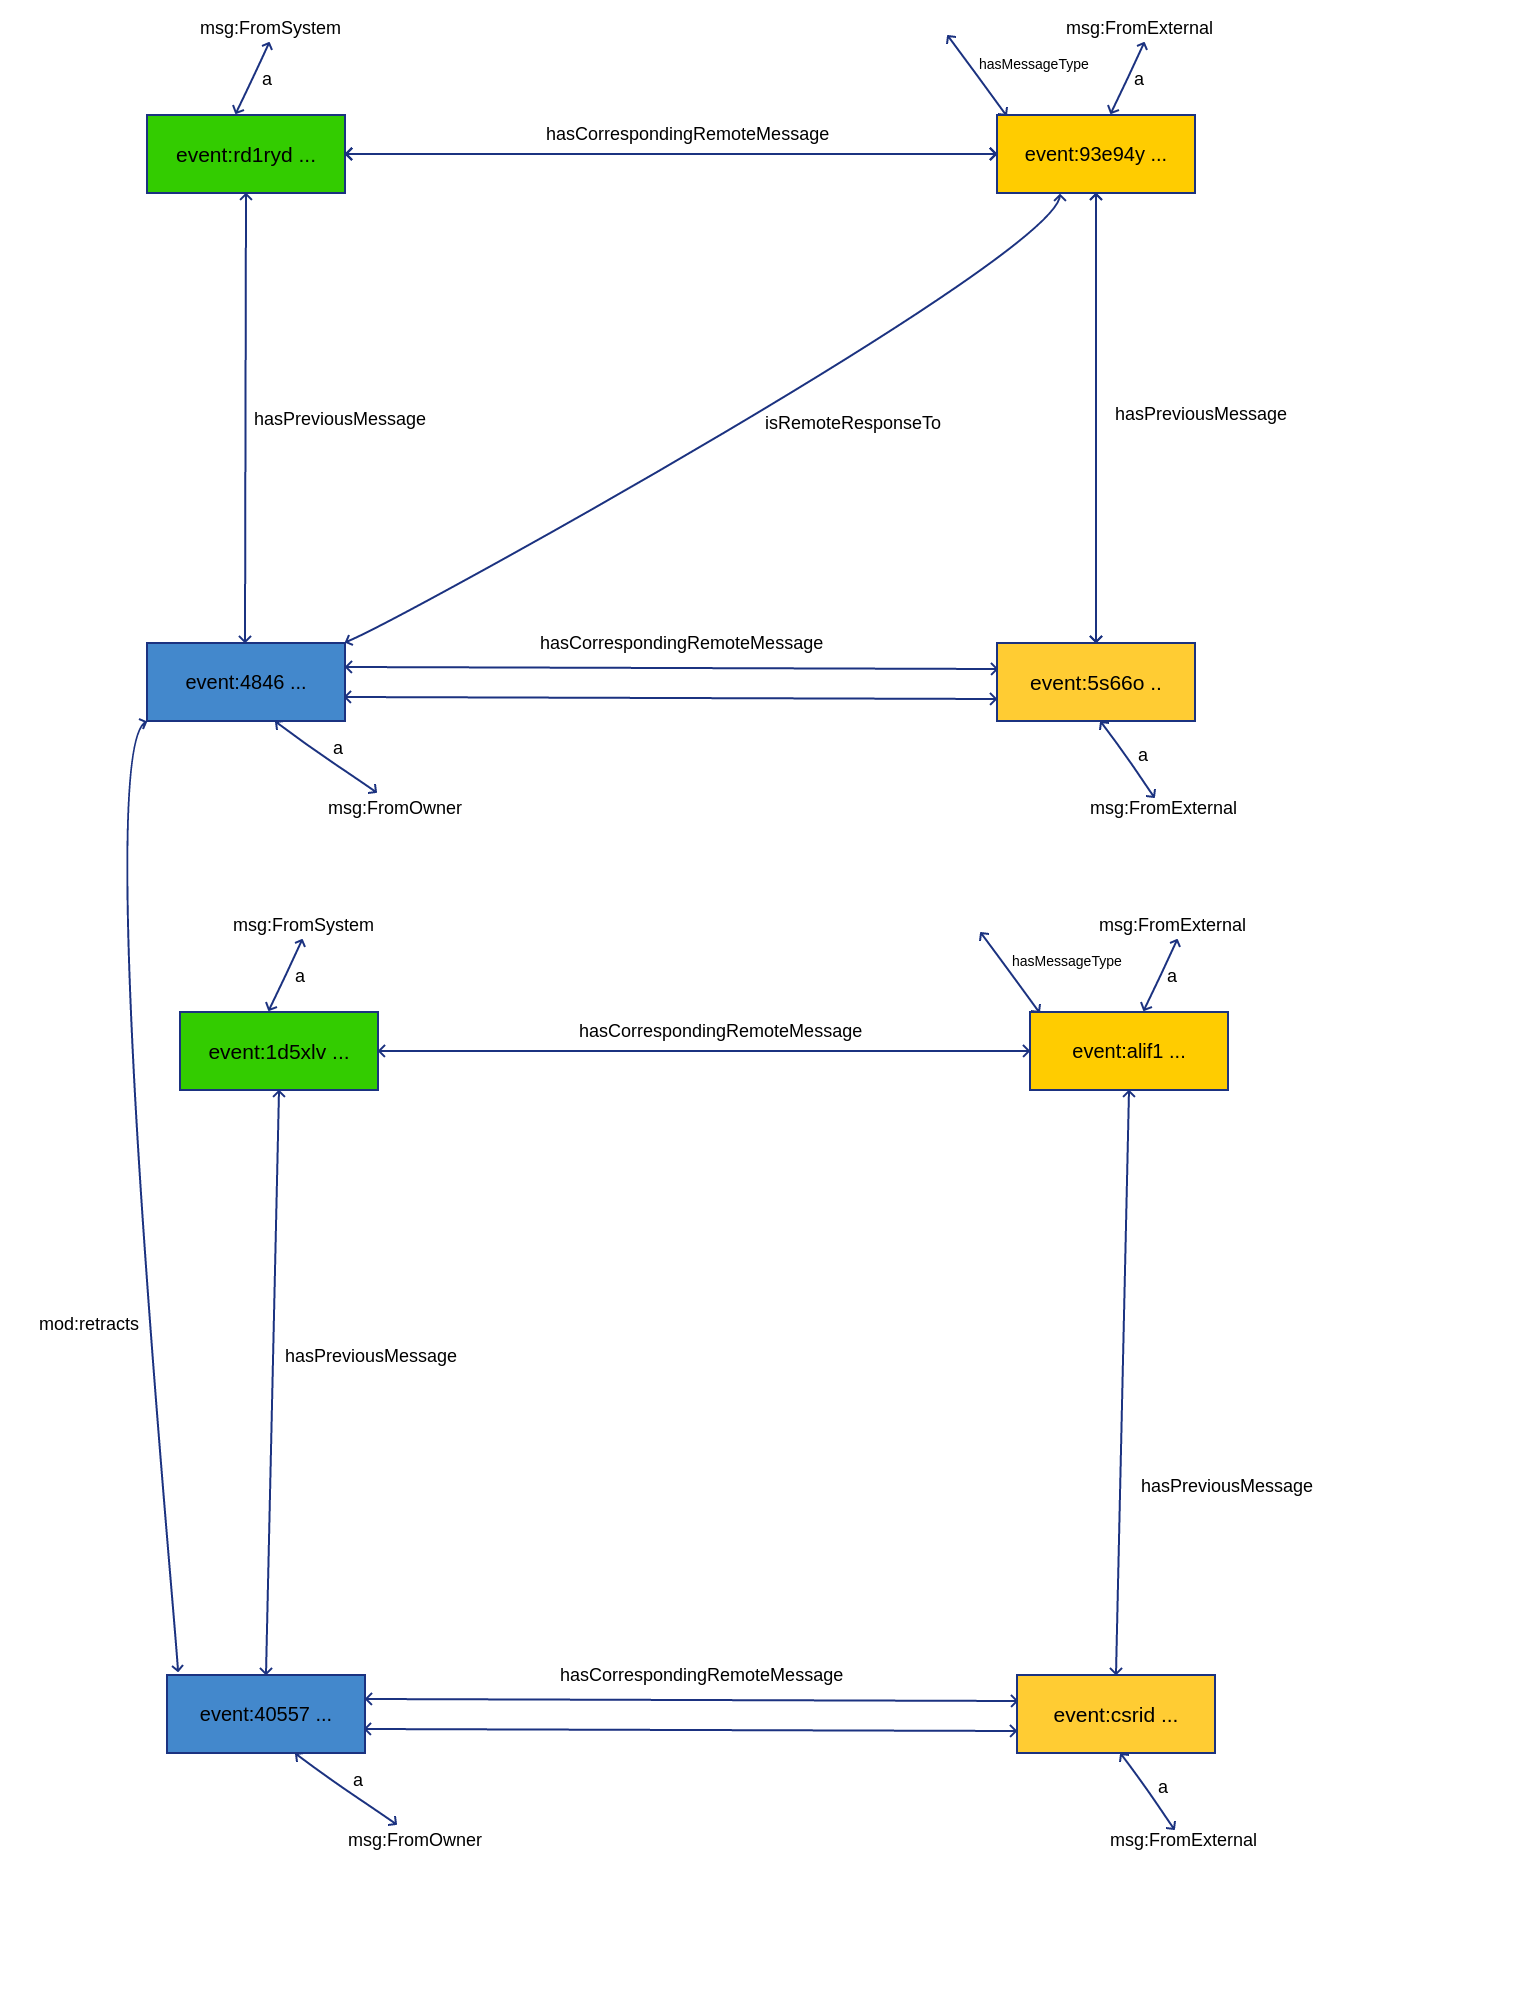 msg:FromSystem
msg:FromExternal
hasMessageType
a
a
hasCorrespondingRemoteMessage
event:rd1ryd ...
event:93e94y ...
hasPreviousMessage
isRemoteResponseTo
hasPreviousMessage
hasCorrespondingRemoteMessage
event:4846 ...
event:5s66o ..
a
a
msg:FromOwner
msg:FromExternal
msg:FromSystem
msg:FromExternal
hasMessageType
a
a
hasCorrespondingRemoteMessage
event:1d5xlv ...
event:alif1 ...
mod:retracts
hasPreviousMessage
hasPreviousMessage
hasCorrespondingRemoteMessage
event:40557 ...
event:csrid ...
a
a
msg:FromOwner
msg:FromExternal